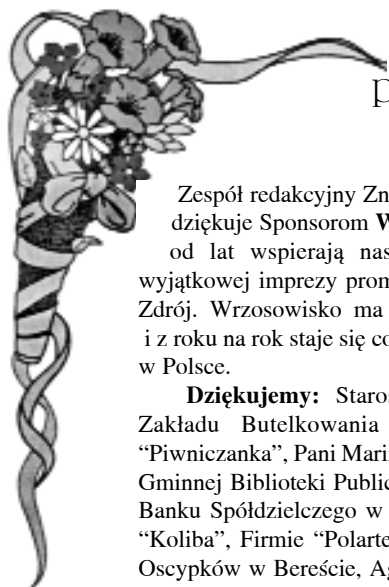 p
Zespół redakcyjny Zn
dziękuje Sponsorom W
od lat wspierają nas
wyjątkowej imprezy prom
Zdrój. Wrzosowisko ma
i z roku na rok staje się co
w Polsce.
Dziękujemy: Staros
Zakładu Butelkowania
“Piwniczanka”, Pani Mari
Gminnej Biblioteki Public
Banku Spółdzielczego w
“Koliba”, Firmie “Polarte
Oscypków w Bereście, Ag